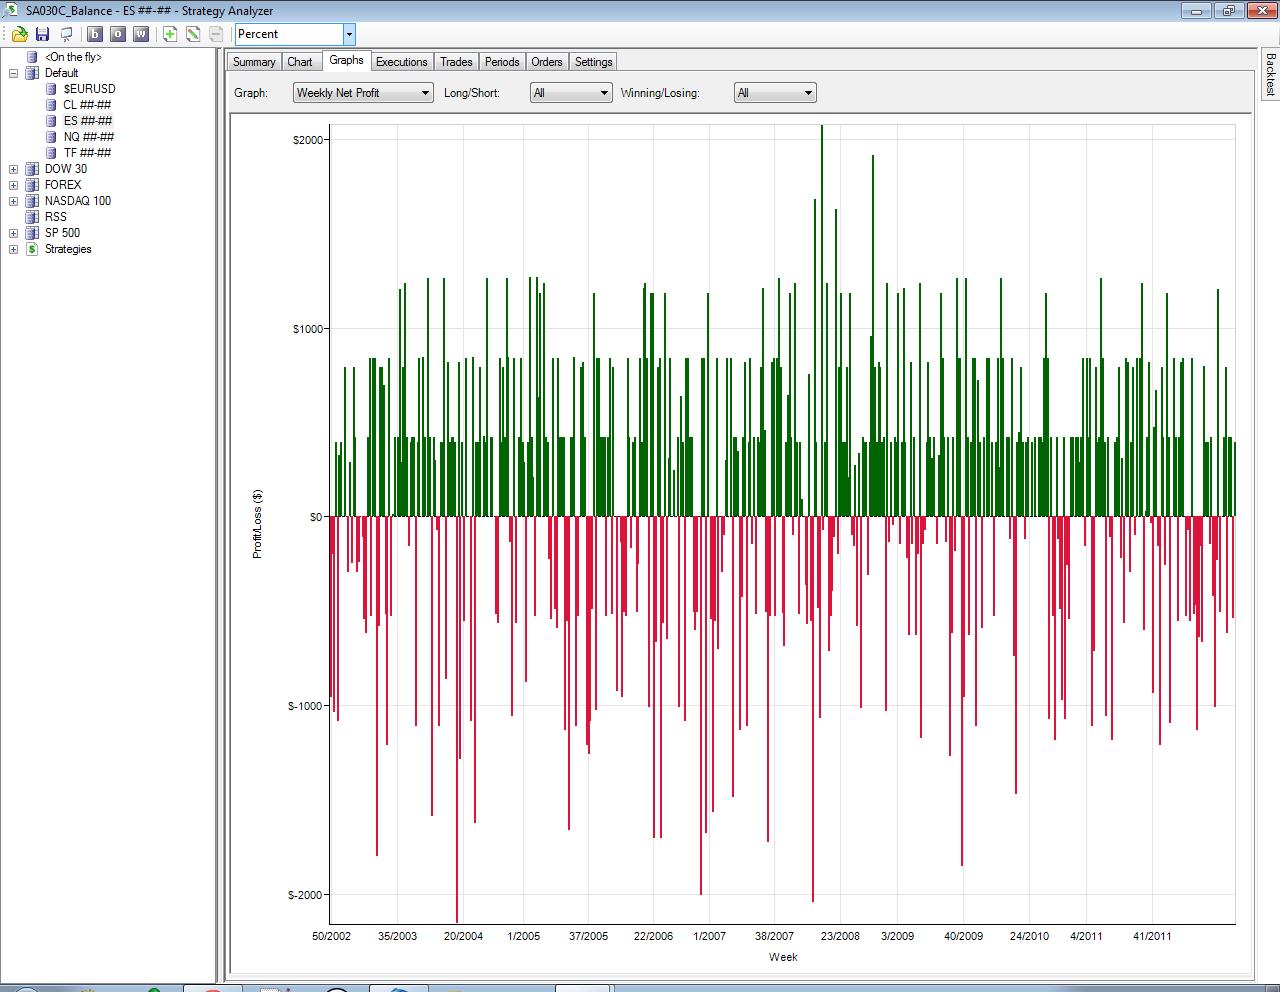 SA030C_Balance - ES ##-## - Strategy Analyzer
b o w Percent
<On the fly>
Default
$EURUSD
CL ##-##
ES ##-##
NQ ##-##
TF ##-##
DOW 30
FOREX
NASDAQ 100
RSS
SP 500
Strategies
Summary Chart Graphs Executions Trades Periods Orders Settings
Graph: Weekly Net Profit Long/Short: All Winning/Losing: All
Backtest
$2000
$1000
$0
$-1000
$-2000
Profit/Loss ($)
50/2002 35/2003 20/2004 1/2005 37/2005 22/2006 1/2007 38/2007 23/2008 3/2009 40/2009 24/2010 4/2011 41/2011
Week